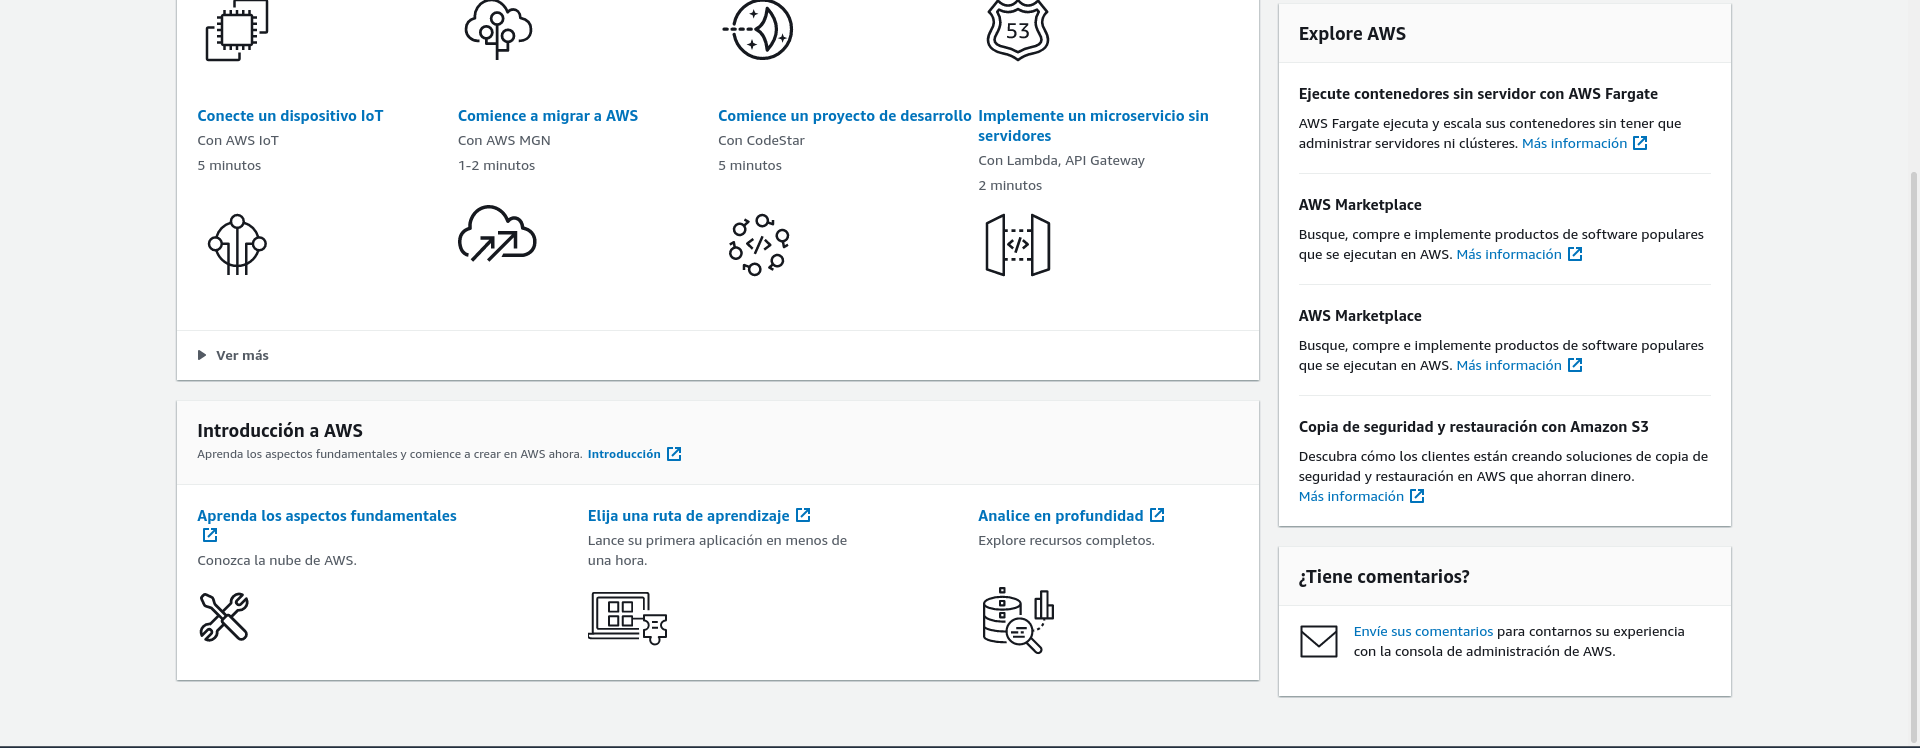 53
Conecte un dispositivo IoT
Con AWS IoT
5 minutos
Comience a migrar a AWS
Con AWS MGN
1-2 minutos
Comience un proyecto de desarrollo
Con CodeStar
5 minutos
Implemente un microservicio sin
servidores
Con Lambda, API Gateway
2 minutos
</>
</>
Ver más
Introducción a AWS
Aprenda los aspectos fundamentales y comience a crear en AWS ahora. Introducción
Aprenda los aspectos fundamentales
Conozca la nube de AWS.
Elija una ruta de aprendizaje
Lance su primera aplicación en menos de
una hora.
Analice en profundidad
Explore recursos completos.
Explore AWS
Ejecute contenedores sin servidor con AWS Fargate
AWS Fargate ejecuta y escala sus contenedores sin tener que
administrar servidores ni clústeres. Más información
AWS Marketplace
Busque, compre e implemente productos de software populares
que se ejecutan en AWS. Más información
AWS Marketplace
Busque, compre e implemente productos de software populares
que se ejecutan en AWS. Más información
Copia de seguridad y restauración con Amazon S3
Descubra cómo los clientes están creando soluciones de copia de
seguridad y restauración en AWS que ahorran dinero.
Más información
¿Tiene comentarios?
Envíe sus comentarios para contarnos su experiencia
con la consola de administración de AWS.